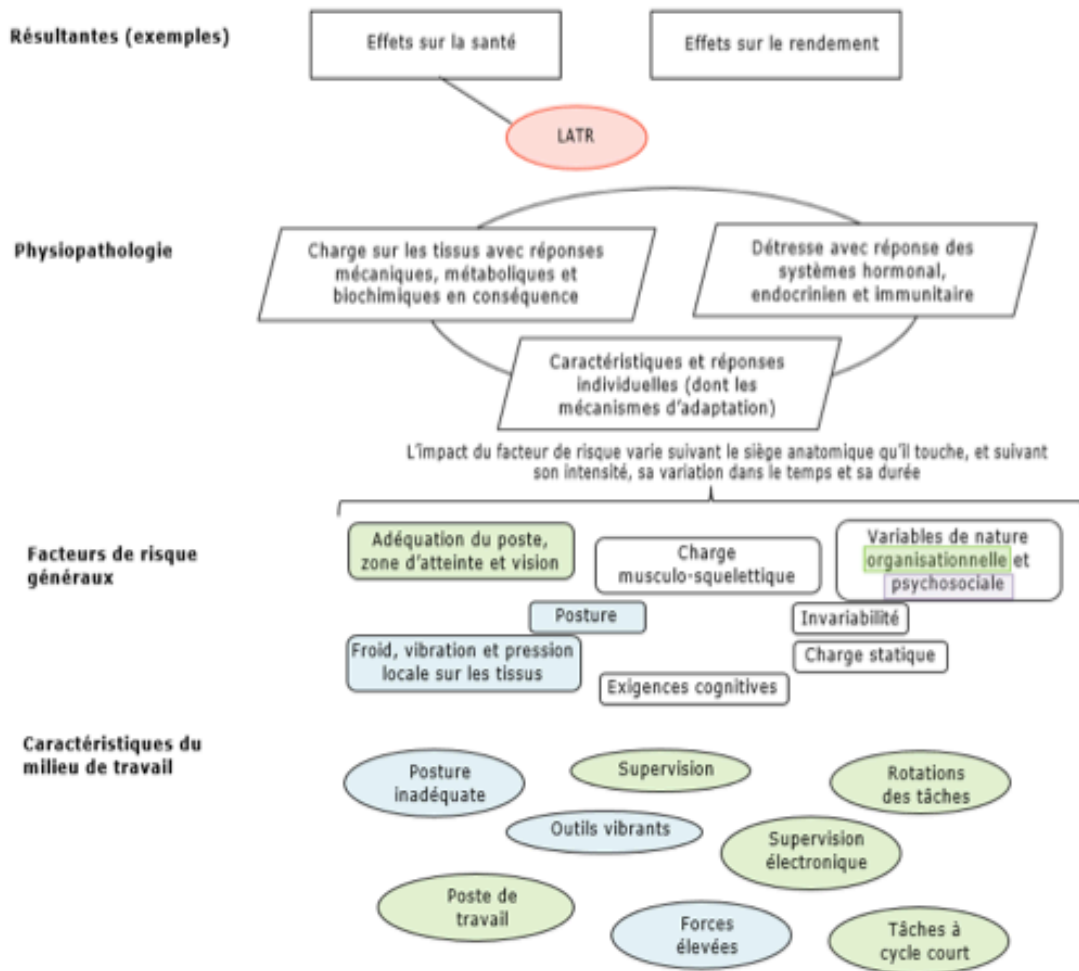 Résultantes (exemples)
Effets sur la santé
Effets sur le rendement
LATR
Physiopathologie
Charge sur les tissus avec réponses
mécaniques, métaboliques et
biochimiques en conséquence
Détresse avec réponse des
systèmes hormonal,
endocrinien et immunitaire
Caractéristiques et réponses
individuelles (dont les
mécanismes d'adaptation)
L'impact du facteur de risque varie suivant le siège anatomique qu'il touche, et suivant
son intensité, sa variation dans le temps et sa durée
Facteurs de risque
généraux
Adéquation du poste,
zone d'atteinte et vision
Charge
musculo-squelettique
Variables de nature
organisationnelle et
psychosociale
Posture
Invariabilité
Froid, vibration et pression
locale sur les tissus
Charge statique
Exigences cognitives
Caractéristiques du
milieu de travail
Posture
inadéquate
Supervision
Rotations
des tâches
Outils vibrants
Supervision
électronique
Poste de
travail
Forces
élevées
Tâches à
cycle court